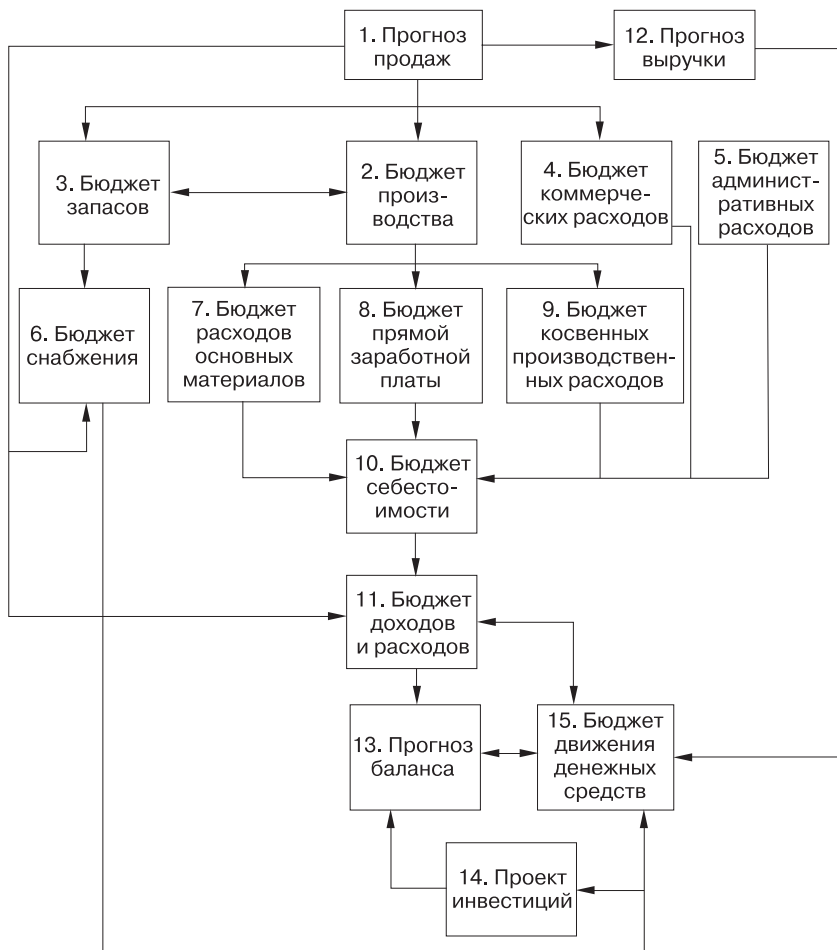 1. Прогноз
продаж
12. Прогноз
выручки
3. Бюджет
запасов
2. Бюджет
произ-
водства
4. Бюджет
коммерче-
ских расходов
5. Бюджет
админист-
ративных
расходов
6. Бюджет
снабжения
7. Бюджет
расходов
основных
материалов
8. Бюджет
прямой
заработной
платы
9. Бюджет
косвенных
производствен-
ных расходов
10. Бюджет
себесто-
имости
11. Бюджет
доходов
и расходов
13. Прогноз
баланса
15. Бюджет
движения
денежных
средств
14. Проект
инвестиций